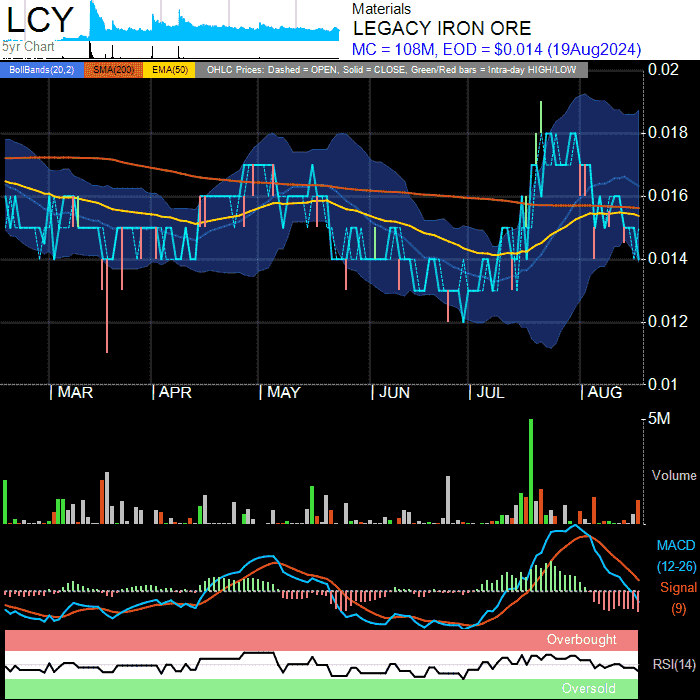 LCY
5yr Chart
Materials
LEGACY IRON ORE
MC = 108M, EOD = $0.014 (19Aug2024)
BollBands(20,2) SMA(200) EMA(50) OHLC Prices: Dashed = OPEN, Solid = CLOSE, Green/Red bars = Intra-day HIGH/LOW
0.02
0.018
0.016
0.014
0.012
0.01
MAR APR MAY JUN JUL AUG
5M
Volume
MACD
(12-26)
Signal
(9)
Overbought
RSI(14)
Oversold